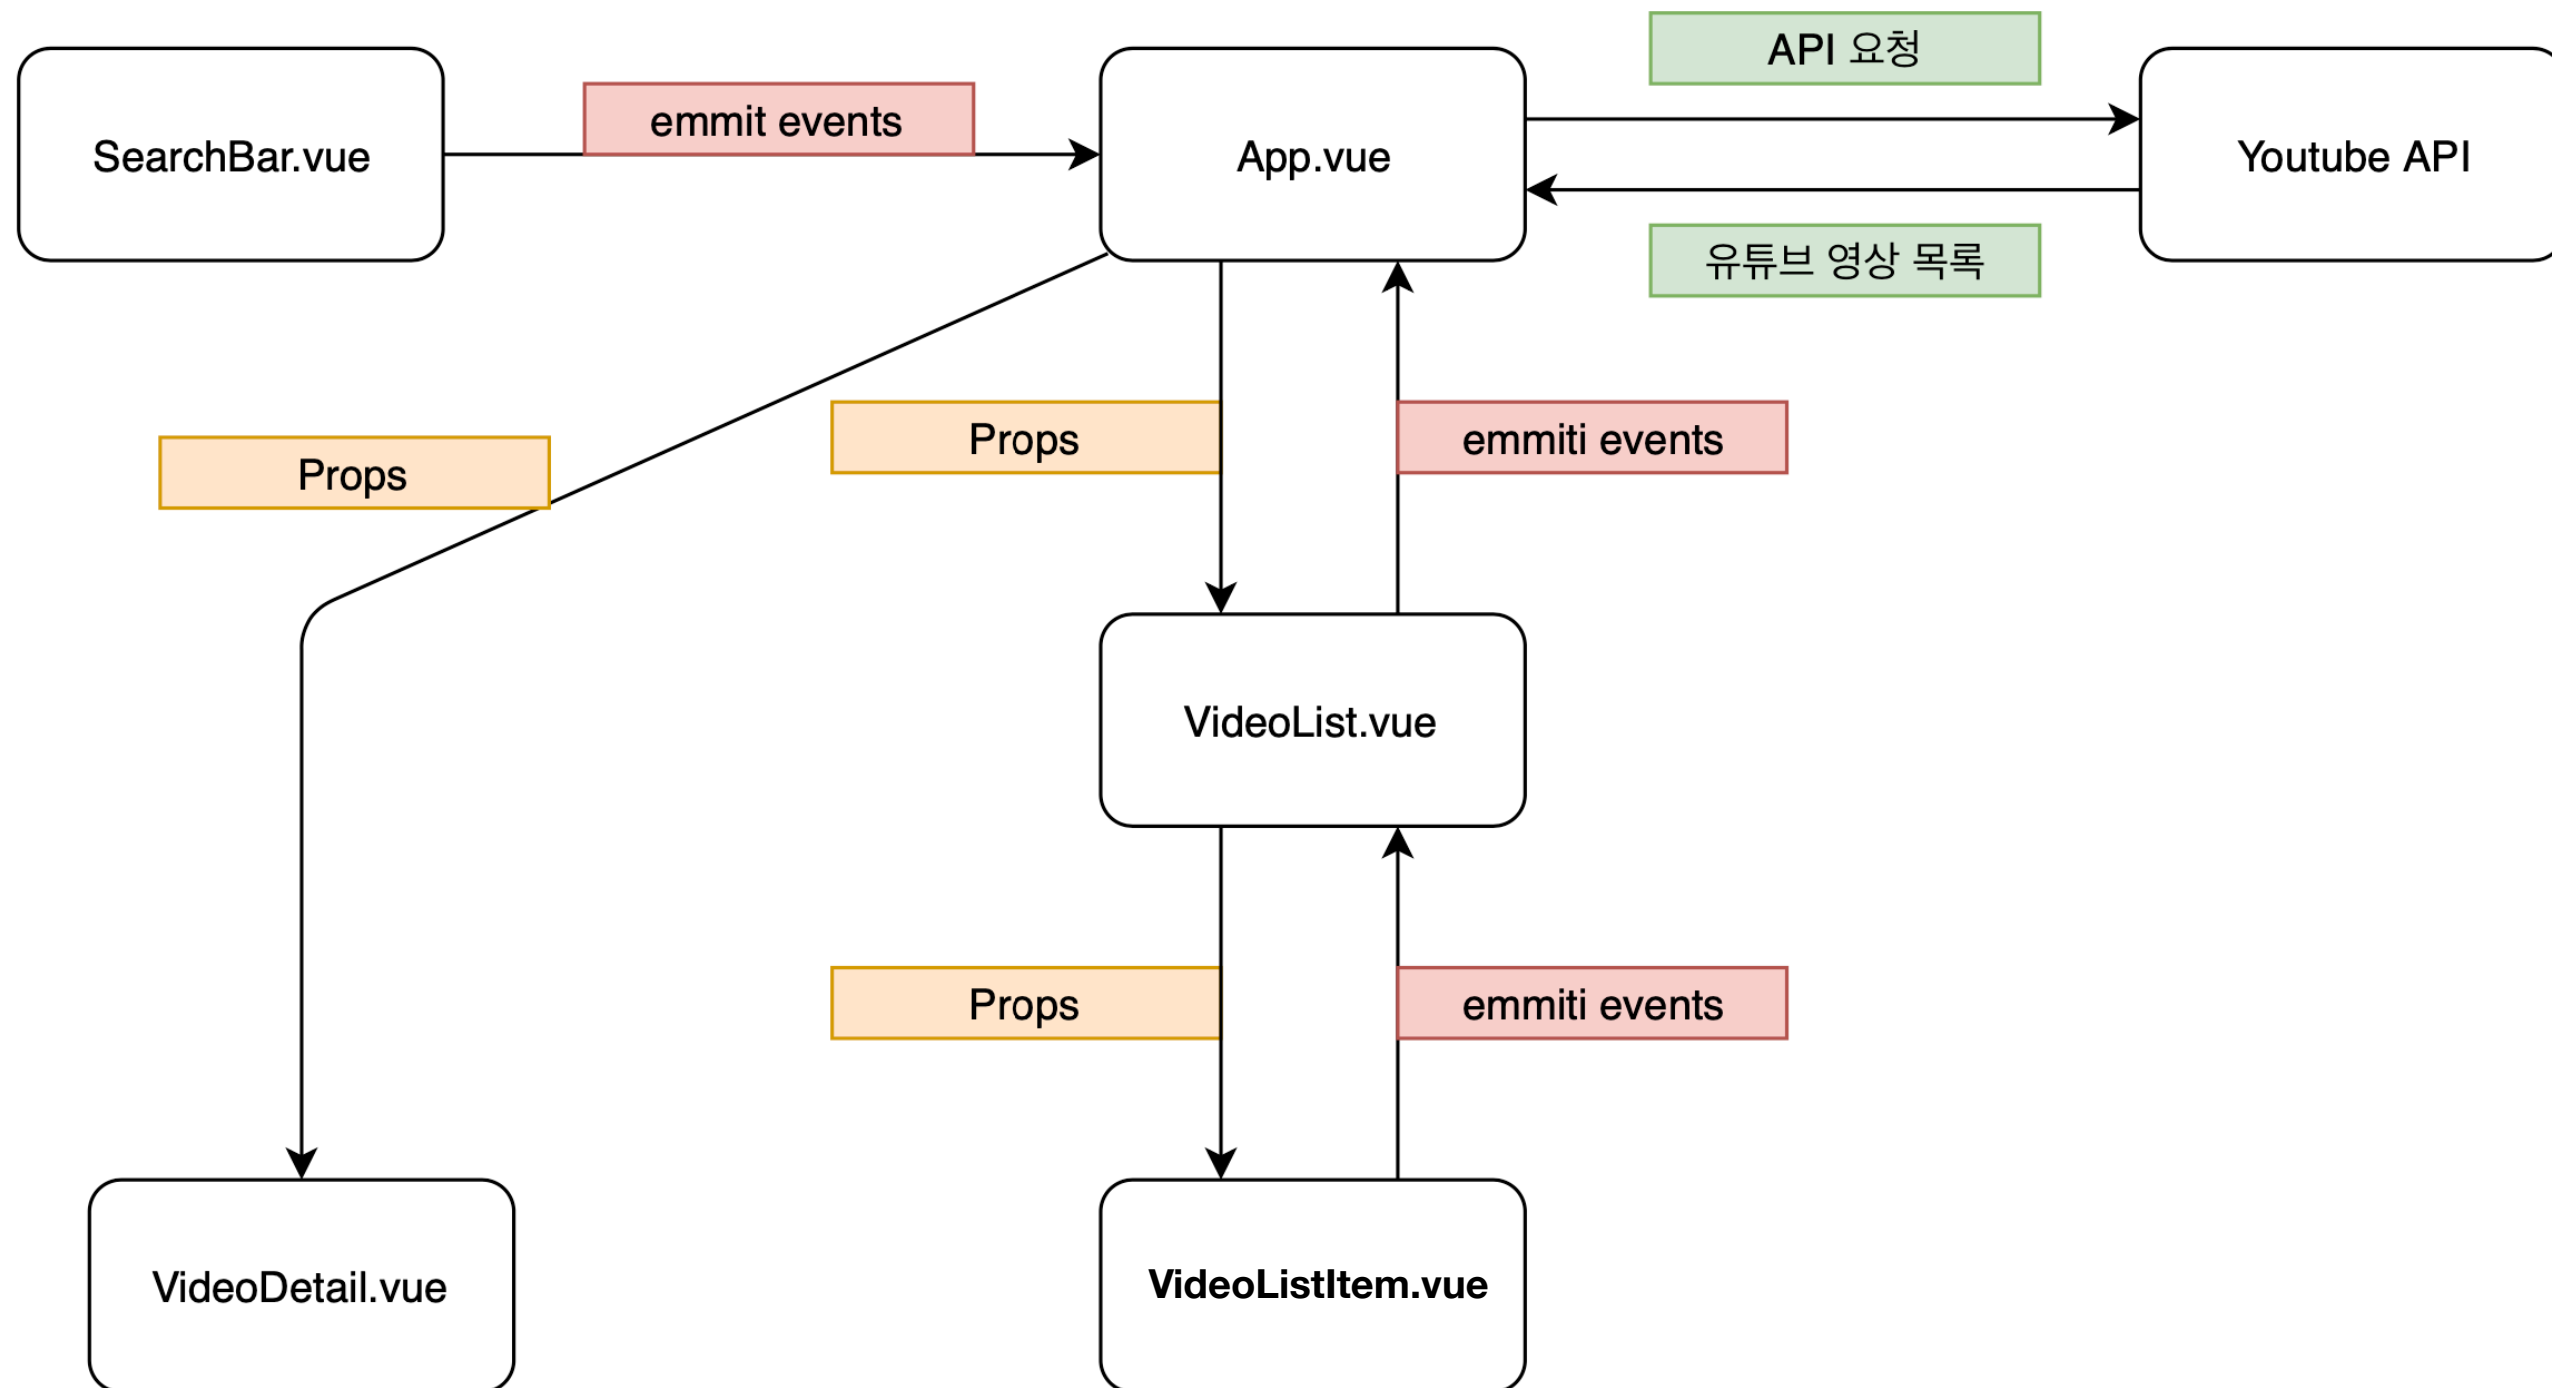 API 요청
emmit events
SearchBar.vue
App.vue
Youtube API
유튜브 영상 목록
Props
Props
emmiti events
VideoList.vue
Props
emmiti events
VideoDetail.vue
VideoListItem.vue